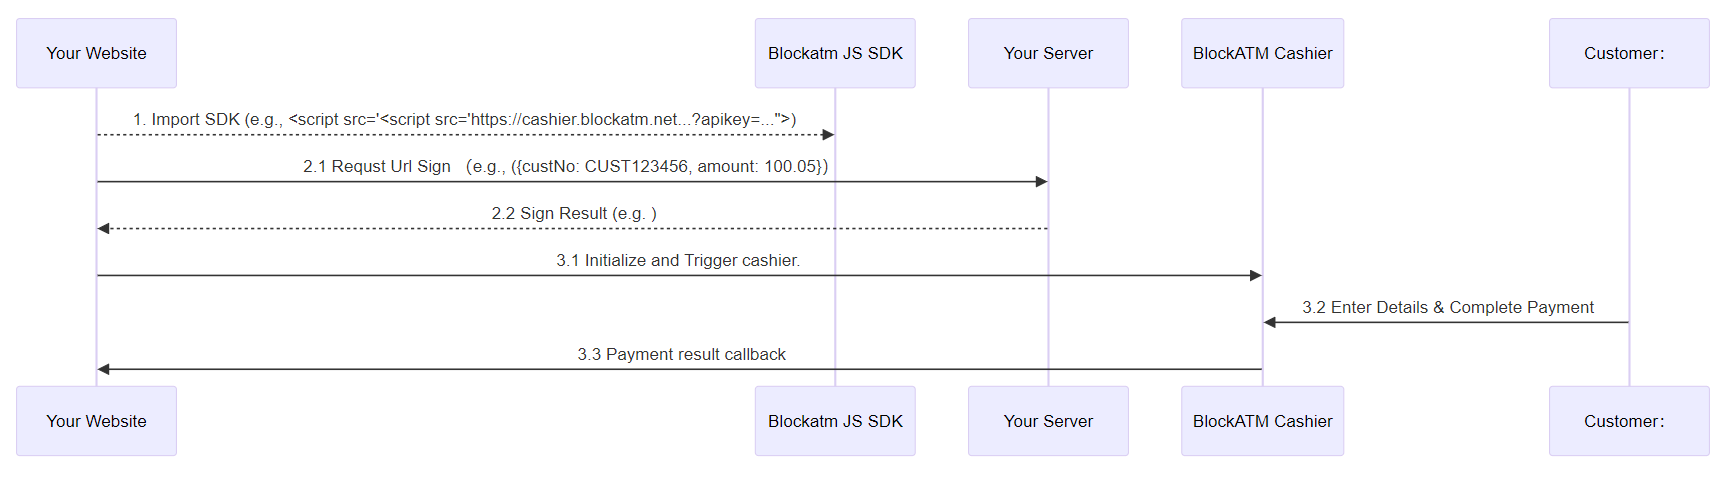 Your Website
Blockatm JS SDK
Your Server
BlockATM Cashier
Customer：
1. Import SDK (e.g., <script src='<script src='https://cashier.blockatm.net...?apikey=...">)
2.1 Requst Url Sign （e.g., ({custNo: CUST123456, amount: 100.05})
2.2 Sign Result (e.g. )
3.1 Initialize and Trigger cashier.
3.2 Enter Details & Complete Payment
3.3 Payment result callback
Your Website
Blockatm JS SDK
Your Server
BlockATM Cashier
Customer：